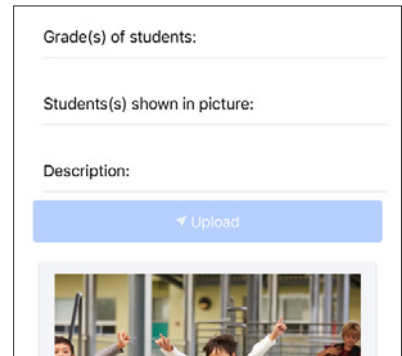 Grade(s) of students:
Students(s) shown in picture:
Description:
Upload